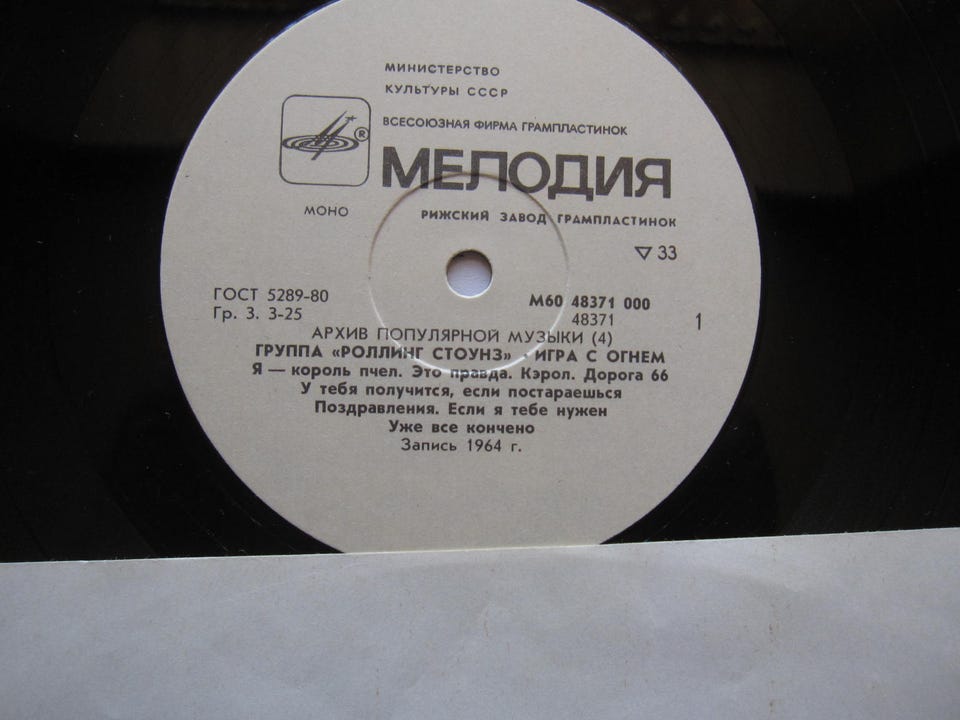 МИНИСТЕРСТВО
КУЛЬТУРЫ СССР
ВСЕСОЮЗНАЯ ФИРМА ГРАМПЛАСТИНОК
®
МЕЛОДИЯ
МОНО
РИЖСКИЙ ЗАВОД ГРАМПЛАСТИНОК
▽ 33
ГОСТ 5289-80
М60 48371 000
Гр. 3. 3-25
48371
1
АРХИВ ПОПУЛЯРНОЙ МУЗЫКИ (4)
ГРУППА «РОЛЛИНГ СТОУНЗ» · ИГРА С ОГНЕМ
Я — король пчел. Это правда. Кэрол. Дорога 66
У тебя получится, если постараешься
Поздравления. Если я тебе нужен
Уже все кончено
Запись 1964 г.